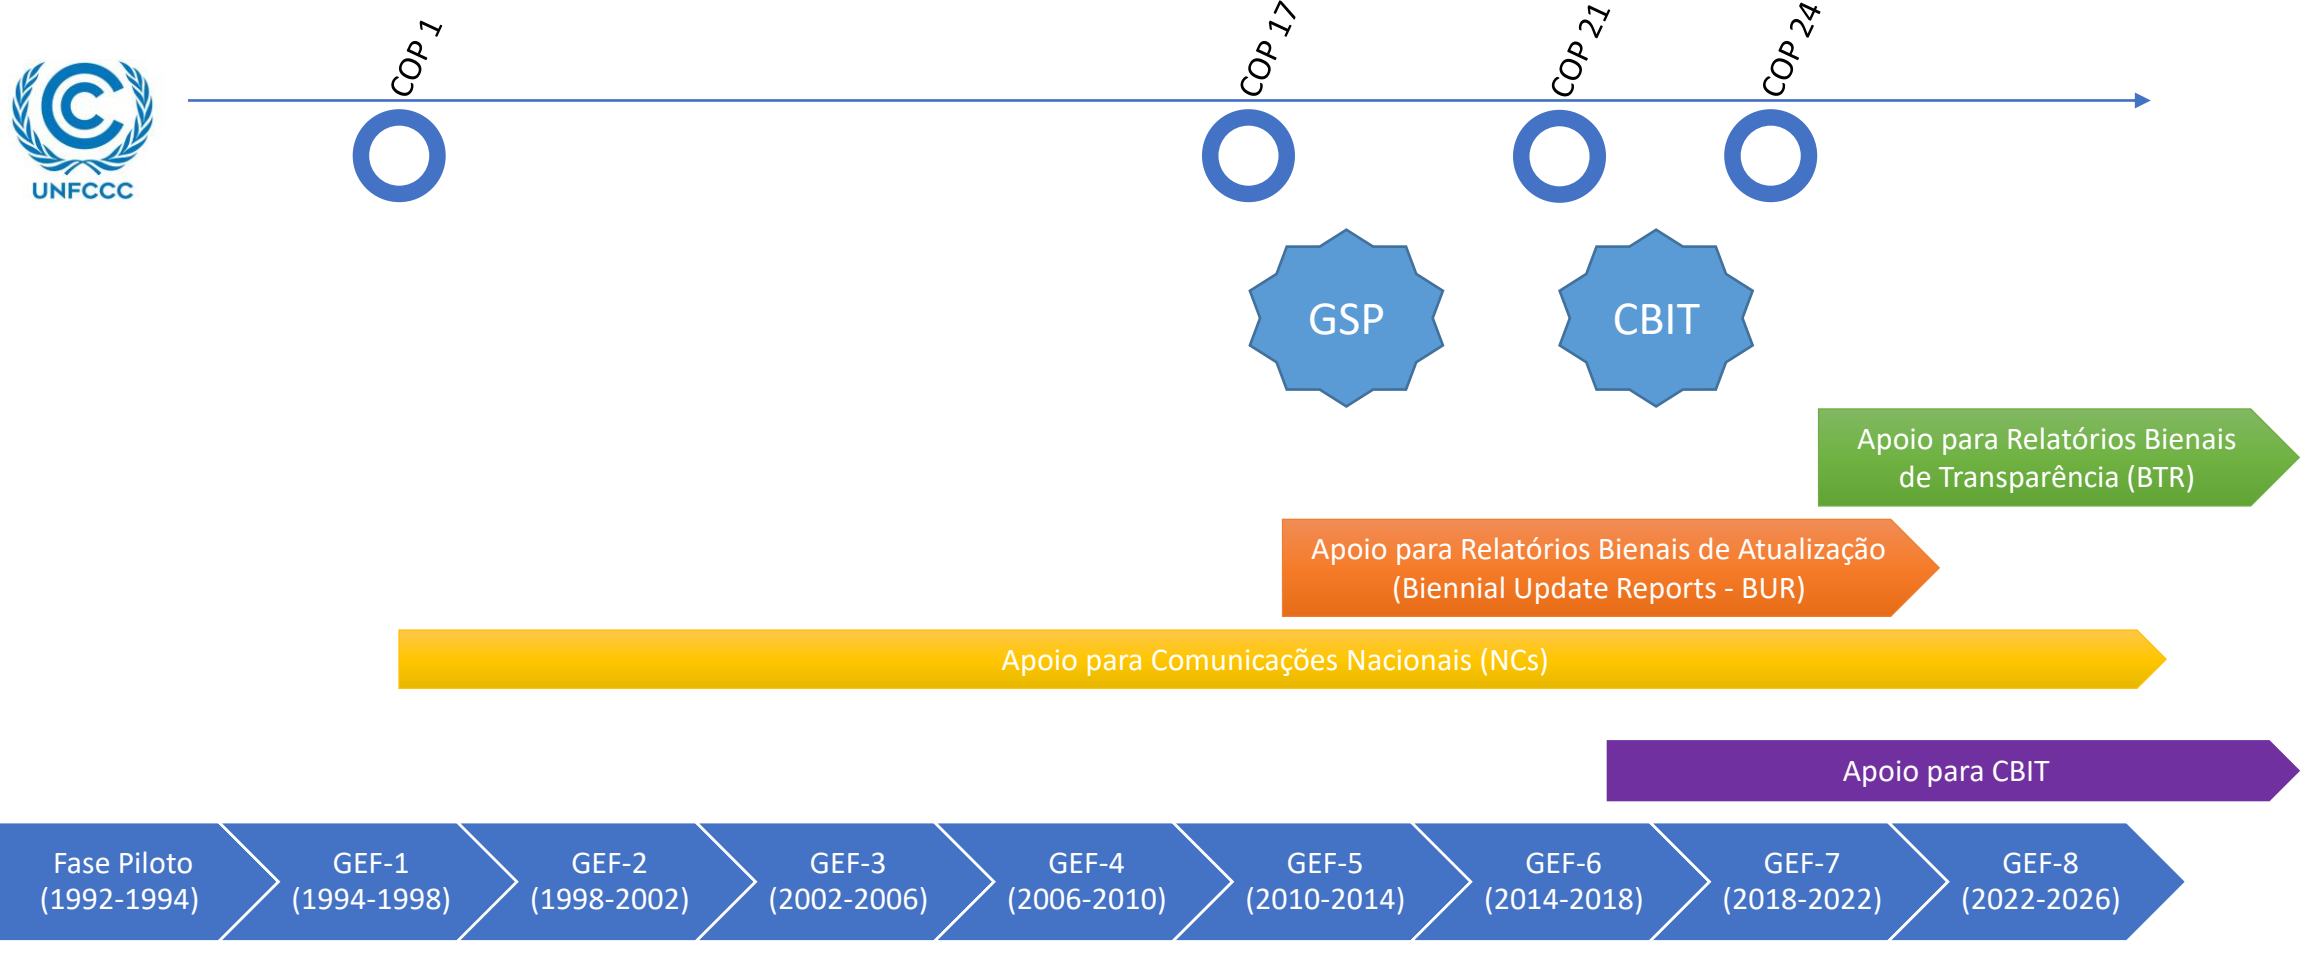 COP 1
COP 17
COP 21
COP 24
UNFCCC
GSP
CBIT
Apoio para Relatórios Bienais
de Transparência (BTR)
Apoio para Relatórios Bienais de Atualização
(Biennial Update Reports - BUR)
Apoio para Comunicações Nacionais (NCs)
Apoio para CBIT
Fase Piloto
(1992-1994)
GEF-1
(1994-1998)
GEF-2
(1998-2002)
GEF-3
(2002-2006)
GEF-4
(2006-2010)
GEF-5
(2010-2014)
GEF-6
(2014-2018)
GEF-7
(2018-2022)
GEF-8
(2022-2026)